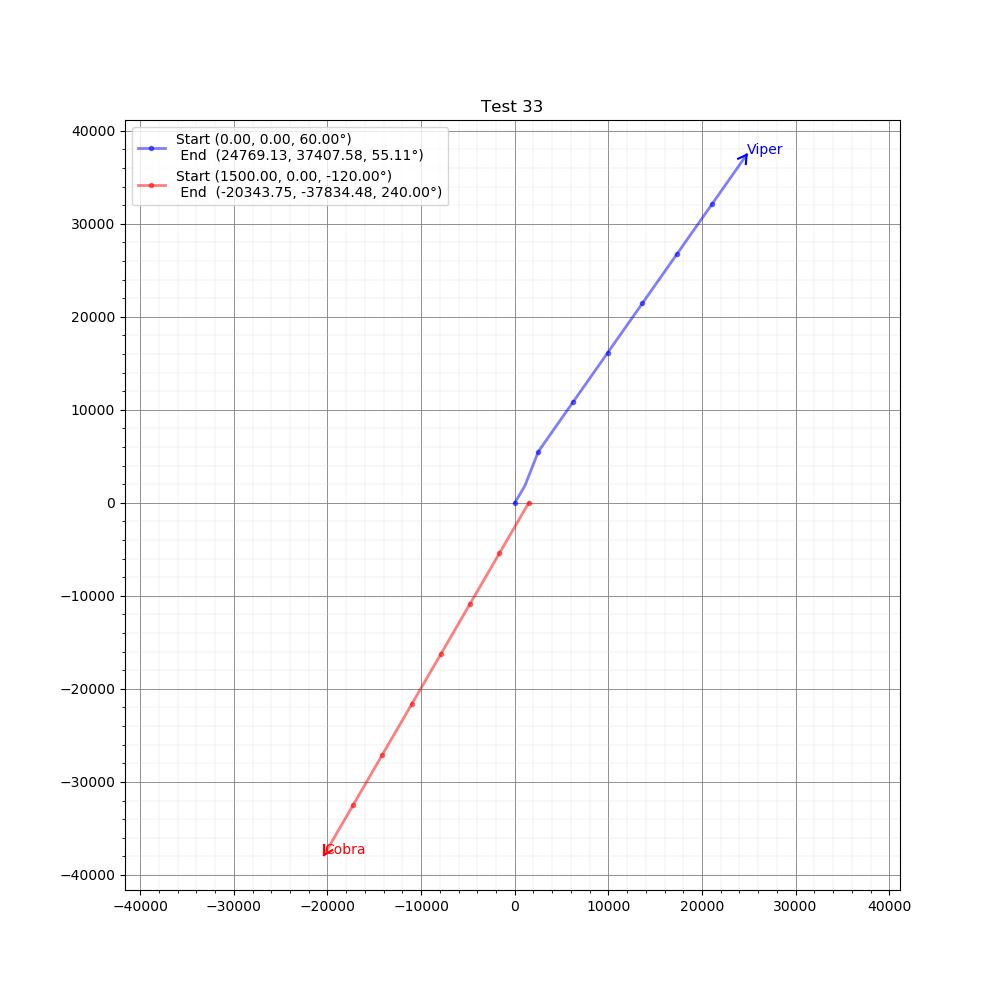 Test 33
Start (0.00, 0.00, 60.00°)
End (24769.13, 37407.58, 55.11°)
Start (1500.00, 0.00, -120.00°)
End (-20343.75, -37834.48, 240.00°)
Viper
Cobra
40000
30000
20000
10000
0
−10000
−20000
−30000
−40000
−40000 −30000 −20000 −10000 0 10000 20000 30000 40000